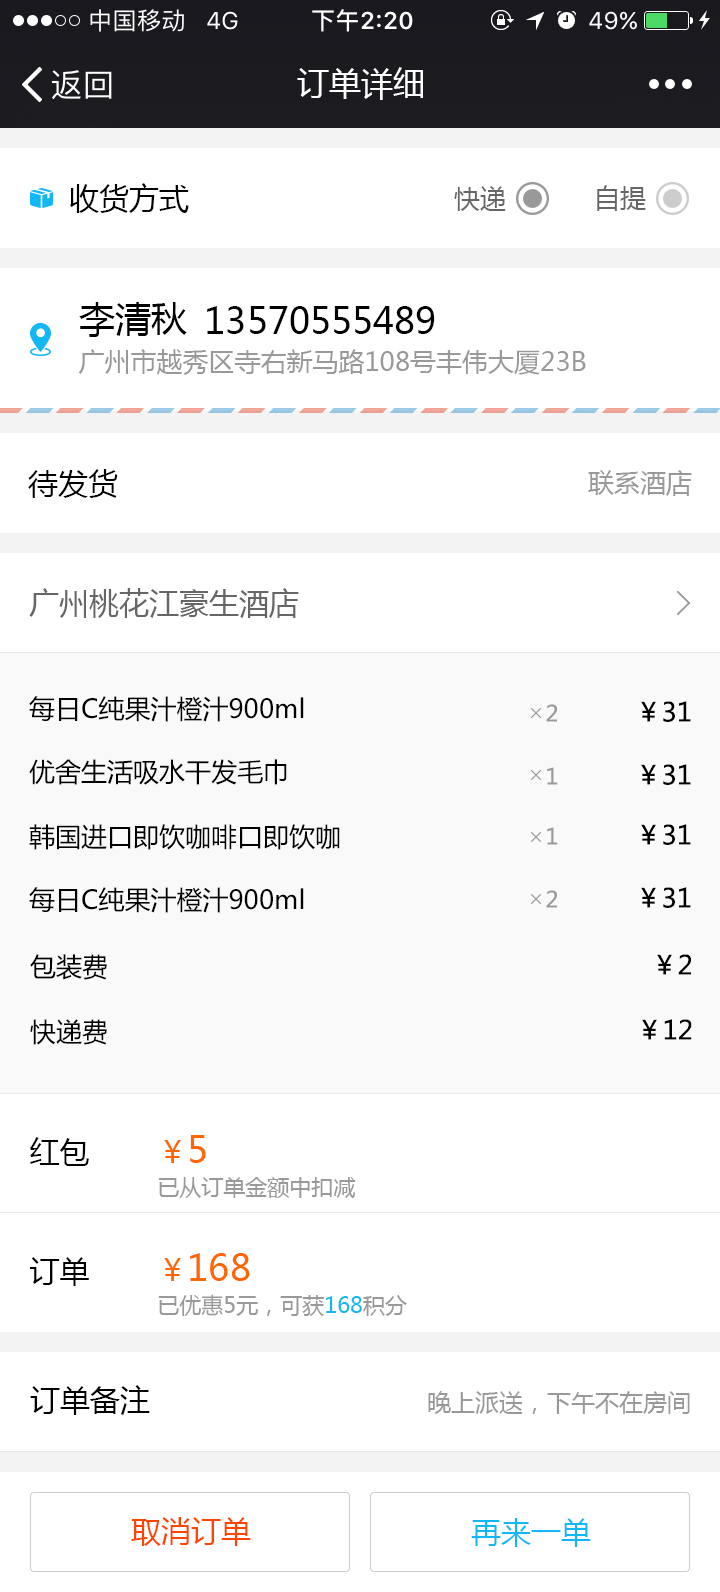 中国移动 4G 下午2:20 49%
返回 订单详细
收货方式 快递 自提
李清秋 13570555489
广州市越秀区寺右新马路108号丰伟大厦23B
待发货 联系酒店
广州桃花江豪生酒店
每日C纯果汁橙汁900ml ×2 ¥31
优舍生活吸水干发毛巾 ×1 ¥31
韩国进口即饮咖啡口即饮咖 ×1 ¥31
每日C纯果汁橙汁900ml ×2 ¥31
包装费 ¥2
快递费 ¥12
红包 ¥5
已从订单金额中扣减
订单 ¥168
已优惠5元，可获168积分
订单备注 晚上派送，下午不在房间
取消订单 再来一单